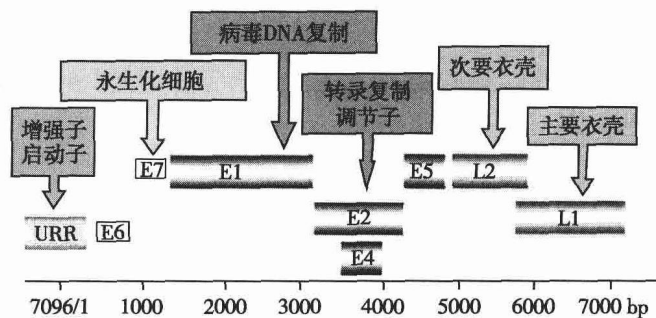 病毒DNA复制
永生化细胞
次要衣壳
转录复制
调节子
增强子
启动子
主要衣壳
E7
E1
E5
L2
URR
E6
E2
L1
E4
7096/1 1000 2000 3000 4000 5000 6000 7000 bp